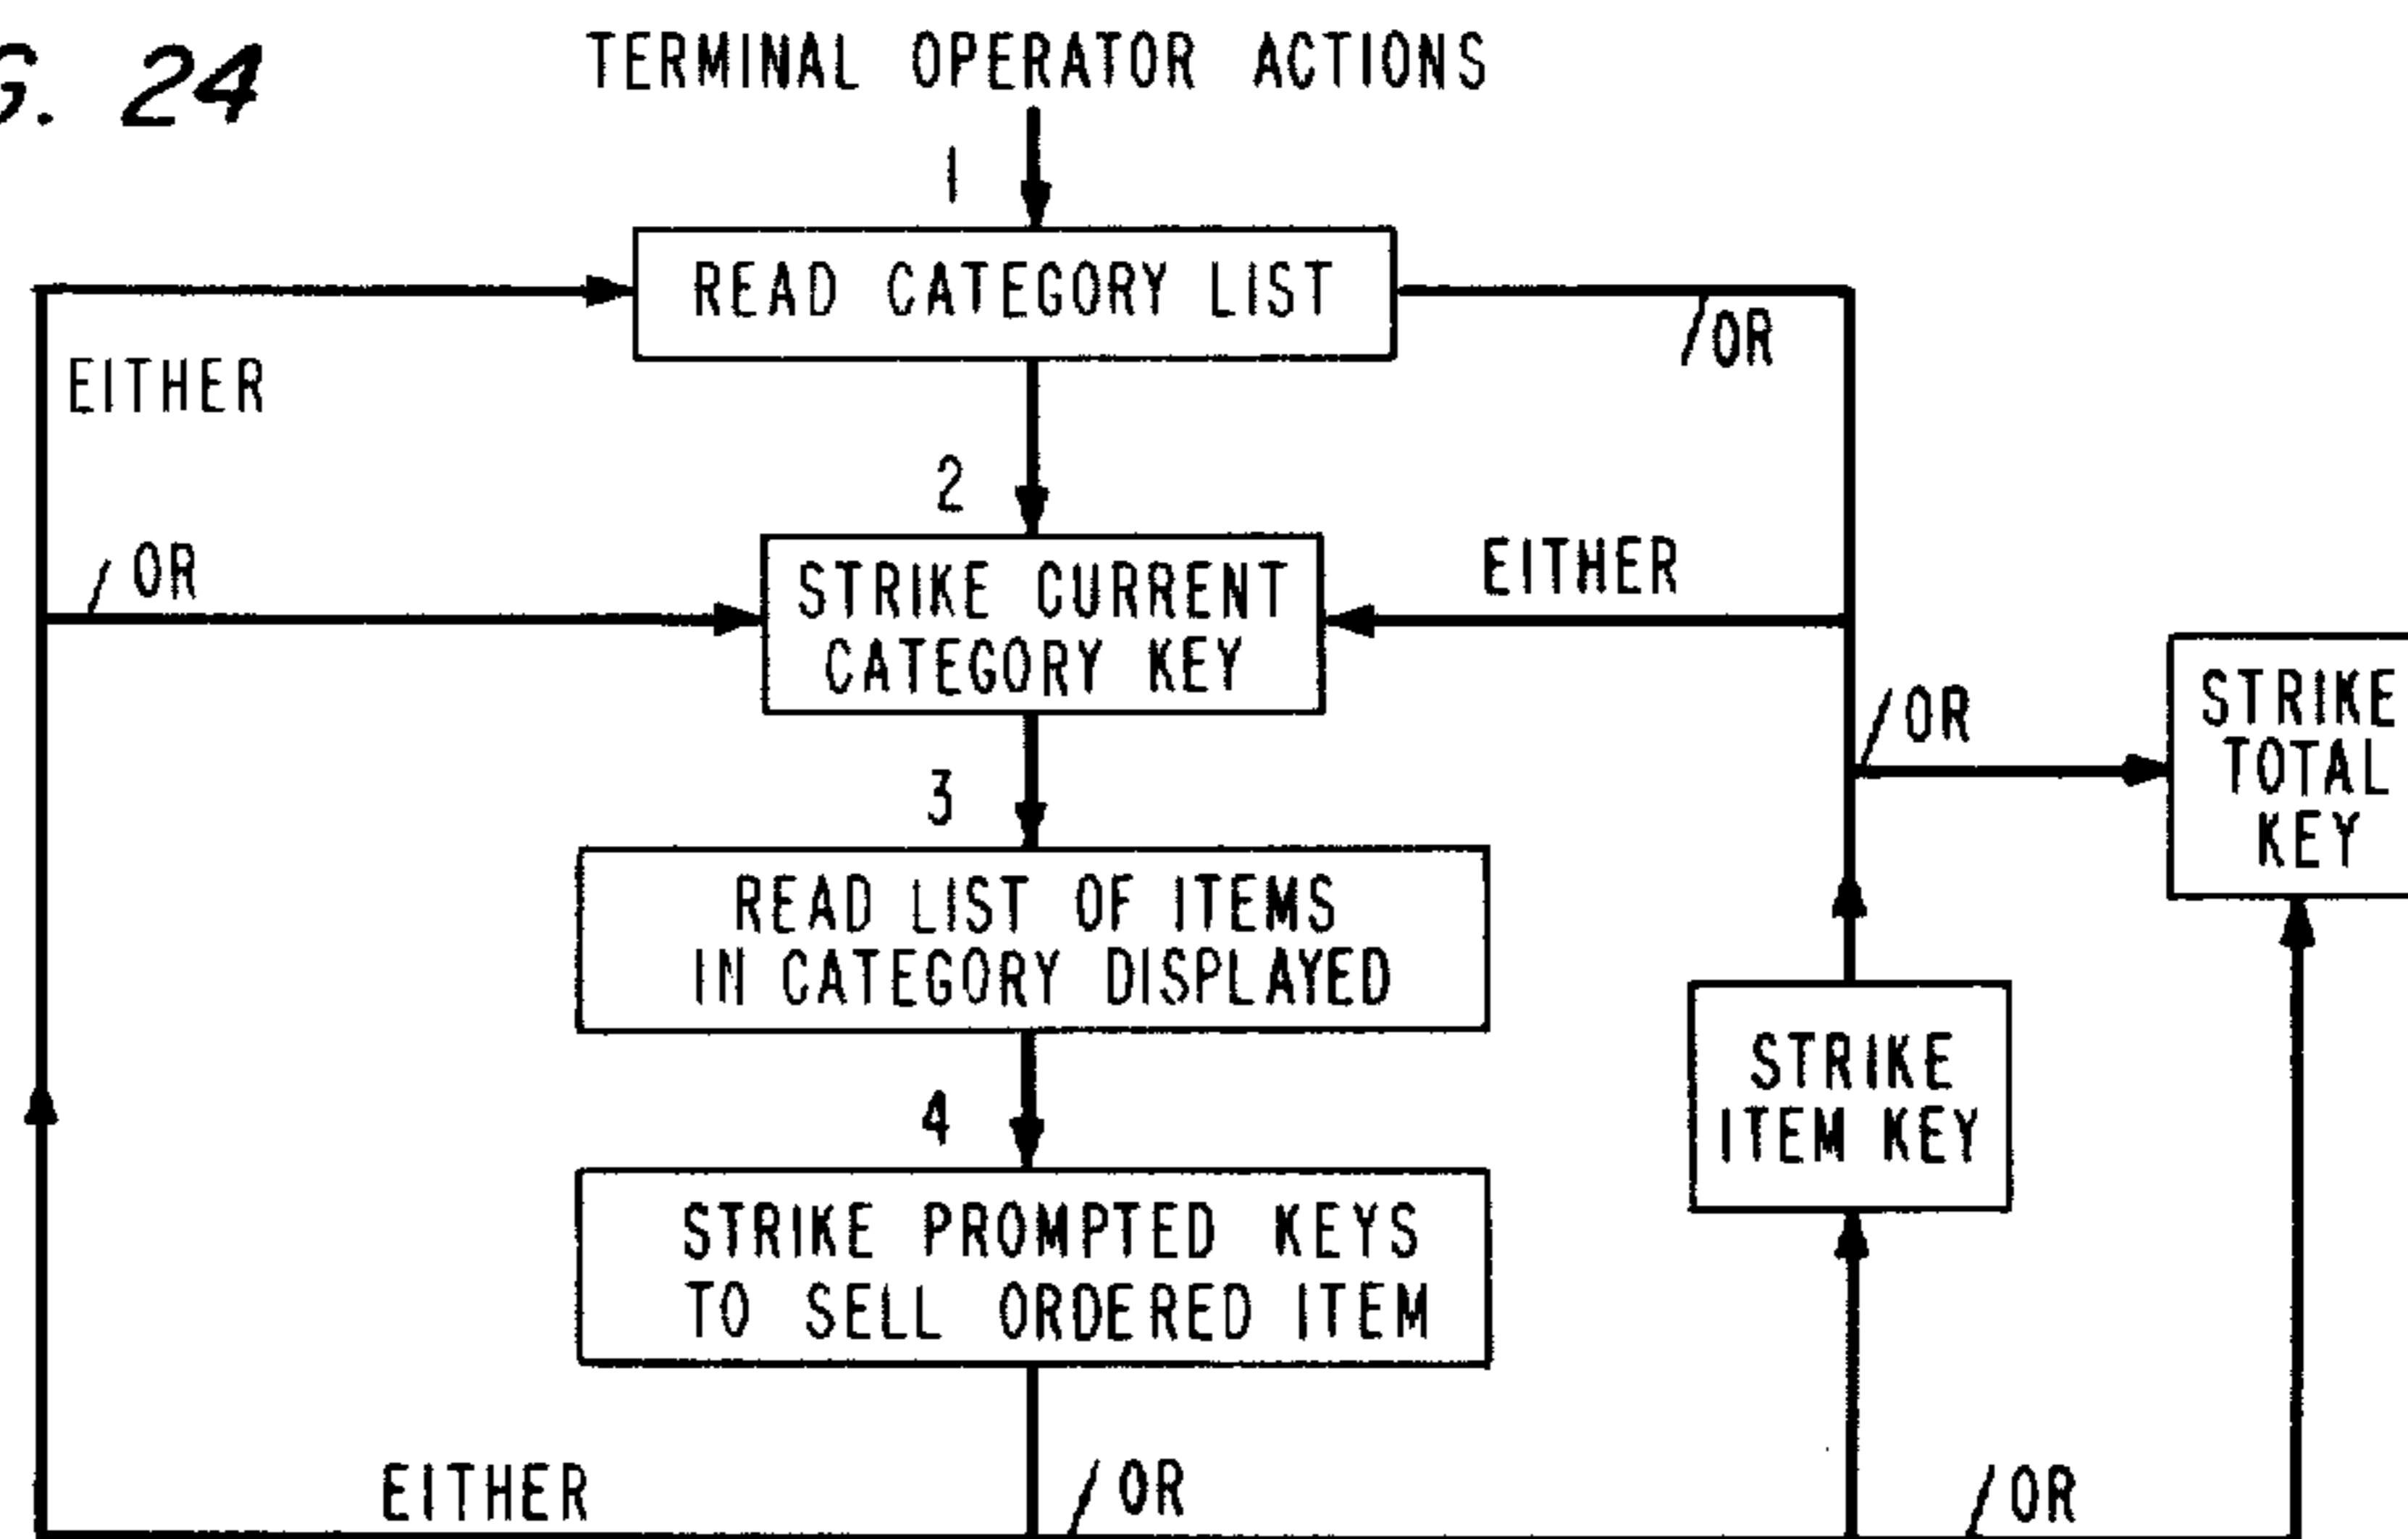 G. 24
TERMINAL OPERATOR ACTIONS
1
READ CATEGORY LIST
EITHER
/OR
2
/ OR
STRIKE CURRENT
CATEGORY KEY
EITHER
/OR
STRIKE
TOTAL
KEY
3
READ LIST OF ITEMS
IN CATEGORY DISPLAYED
STRIKE
ITEM KEY
4
STRIKE PROMPTED KEYS
TO SELL ORDERED ITEM
EITHER
/ OR
/ OR